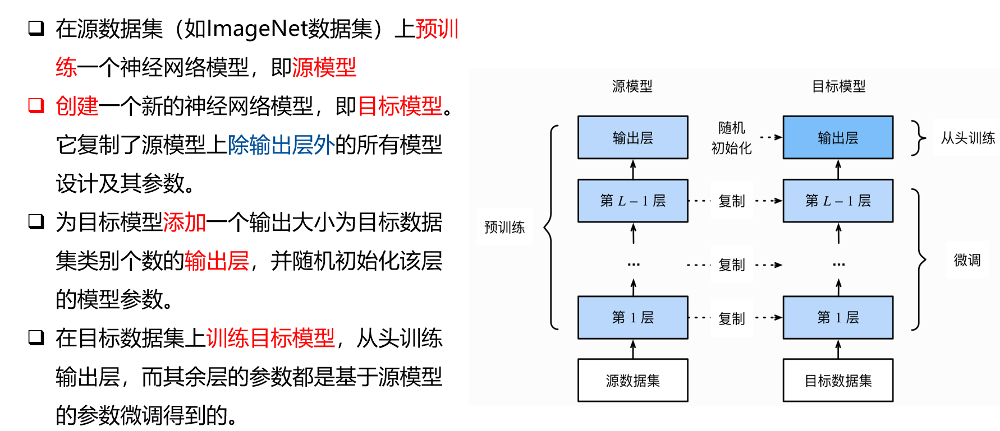 在源数据集（如ImageNet数据集）上预训
练一个神经网络模型，即源模型
创建一个新的神经网络模型，即目标模型。
它复制了源模型上除输出层外的所有模型
设计及其参数。
为目标模型添加一个输出大小为目标数据
集类别个数的输出层，并随机初始化该层
的模型参数。
在目标数据集上训练目标模型，从头训练
输出层，而其余层的参数都是基于源模型
的参数微调得到的。
源模型
目标模型
输出层
随机
初始化
输出层
从头训练
第 L – 1 层
复制
第 L – 1 层
预训练
...
复制
...
微调
第 1 层
复制
第 1 层
源数据集
目标数据集